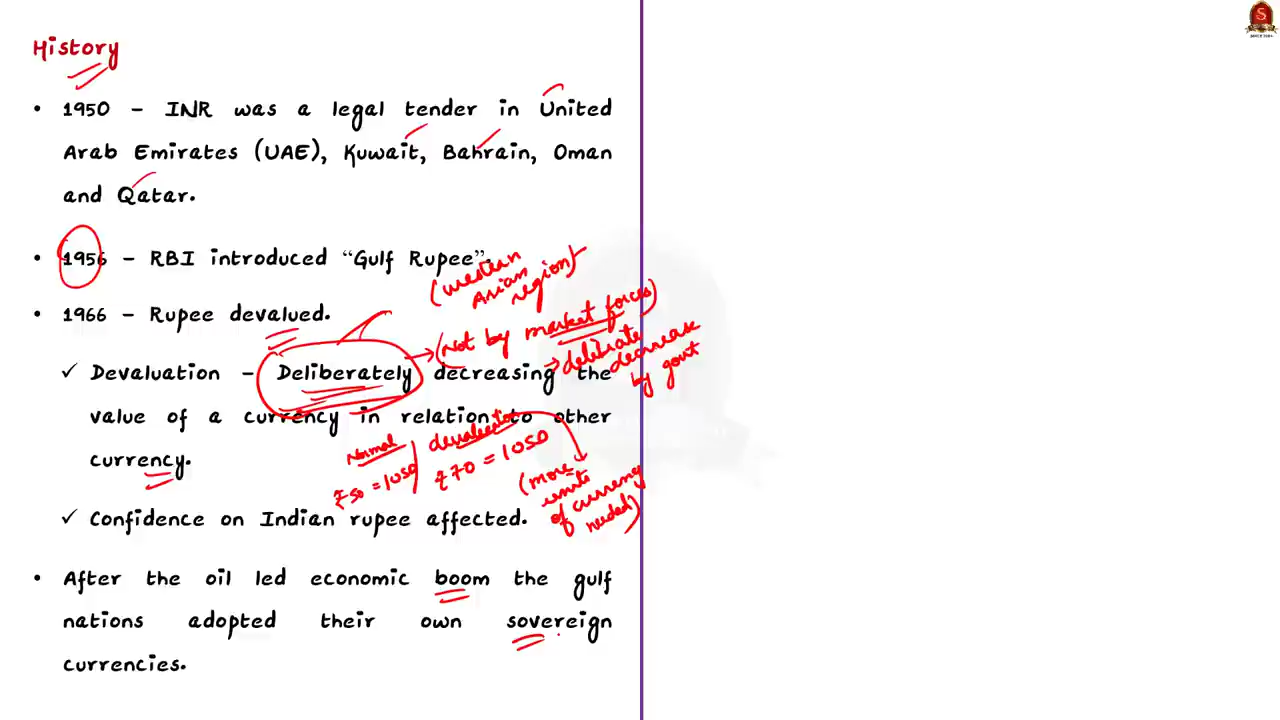 History
• 1950 – INR was a legal tender in United
Arab Emirates (UAE), Kuwait, Bahrain, Oman
and Qatar.
• 1956 – RBI introduced “Gulf Rupee”.
(western
Asian
region)
• 1966 – Rupee devalued.
(Not by market forces)
⇒ deliberate
decrease
by govt
✓ Devaluation – Deliberately decreasing the
value of a currency in relation to other
currency.
Normal
₹50 = 1050
devaluation
₹70 = 1050
(more
units
of currency
needed)
✓ Confidence on Indian rupee affected.
• After the oil led economic boom the gulf
nations adopted their own sovereign
currencies.
S